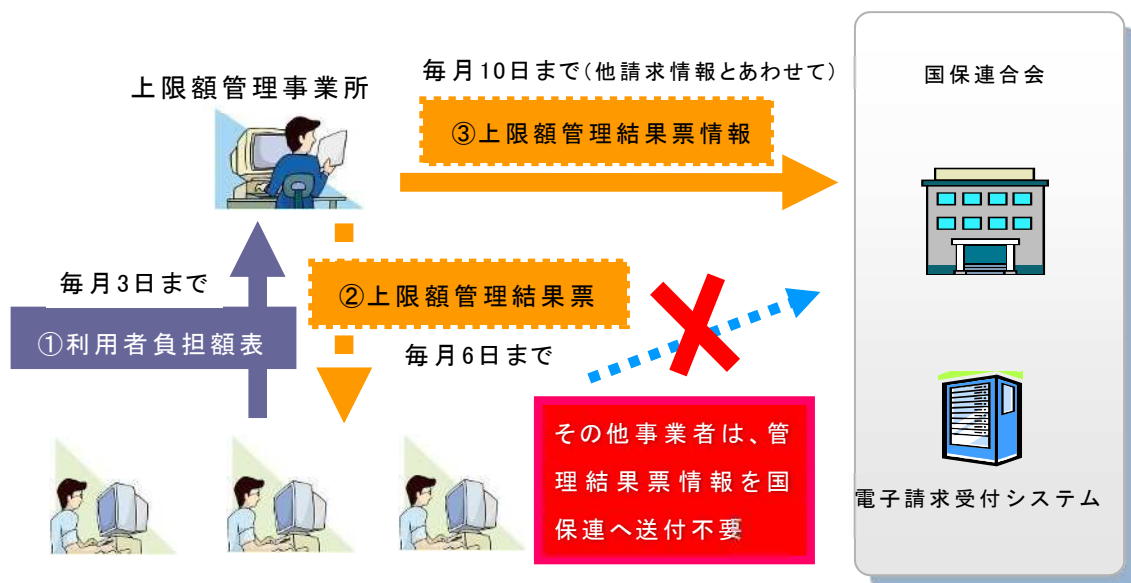 毎月10日まで(他請求情報とあわせて)
上限額管理事業所
③上限額管理結果票情報
国保連合会
毎月3日まで
①利用者負担額表
②上限額管理結果票
毎月6日まで
その他事業者は、管
理結果票情報を国
保連へ送付不要
電子請求受付システム